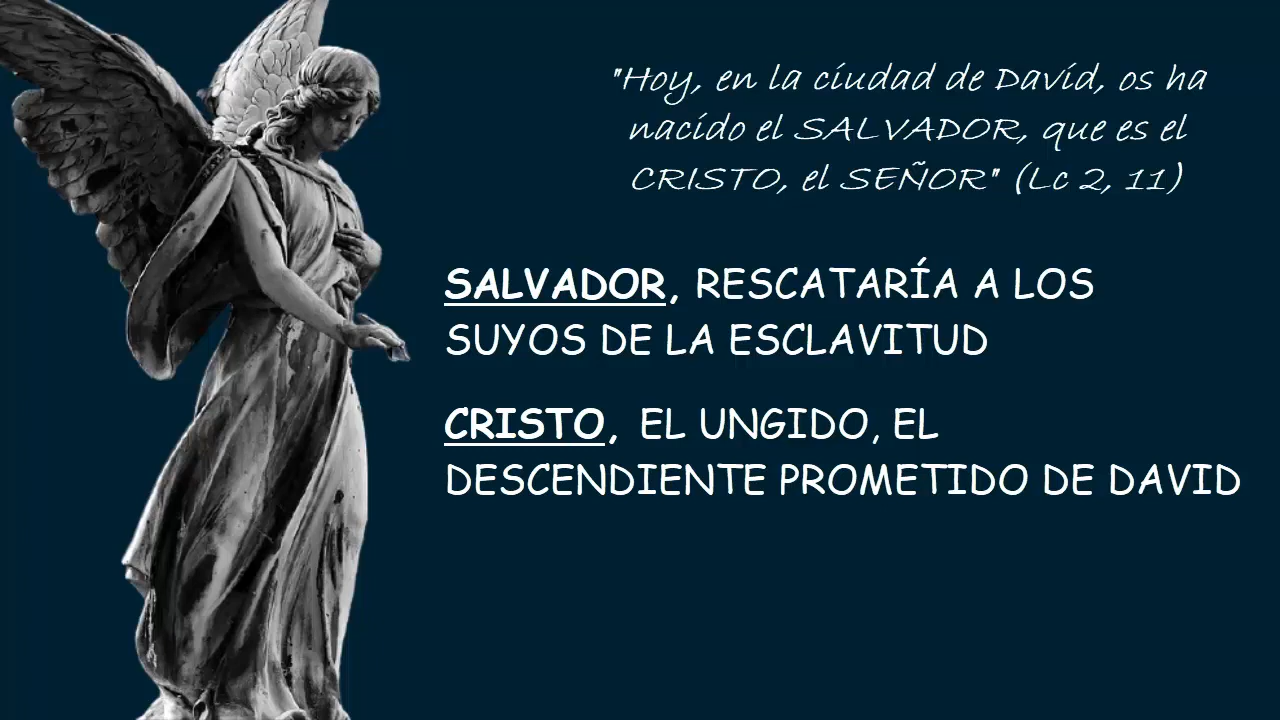 "Hoy, en la ciudad de David, os ha
nacido el SALVADOR, que es el
CRISTO, el SEÑOR" (Lc 2, 11)
SALVADOR, RESCATARÍA A LOS
SUYOS DE LA ESCLAVITUD
CRISTO, EL UNGIDO, EL
DESCENDIENTE PROMETIDO DE DAVID